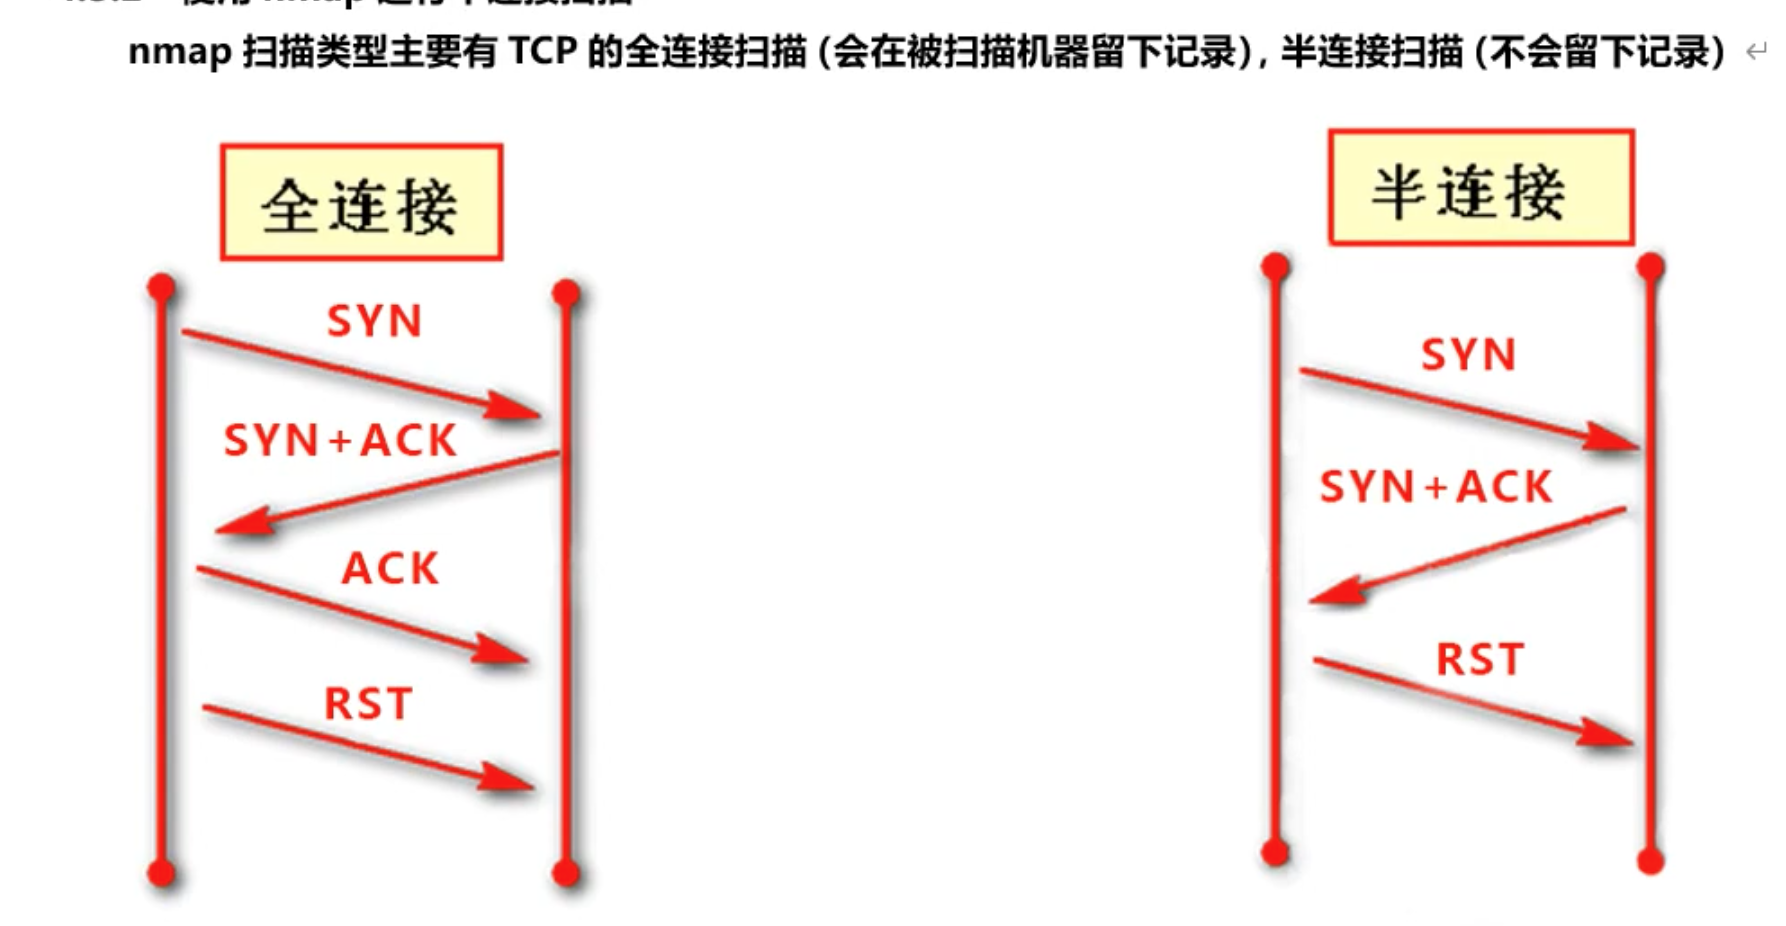 nmap 扫描类型主要有 TCP 的全连接扫描（会在被扫描机器留下记录），半连接扫描（不会留下记录）
全连接
半连接
SYN
SYN+ACK
ACK
RST
SYN
SYN+ACK
RST